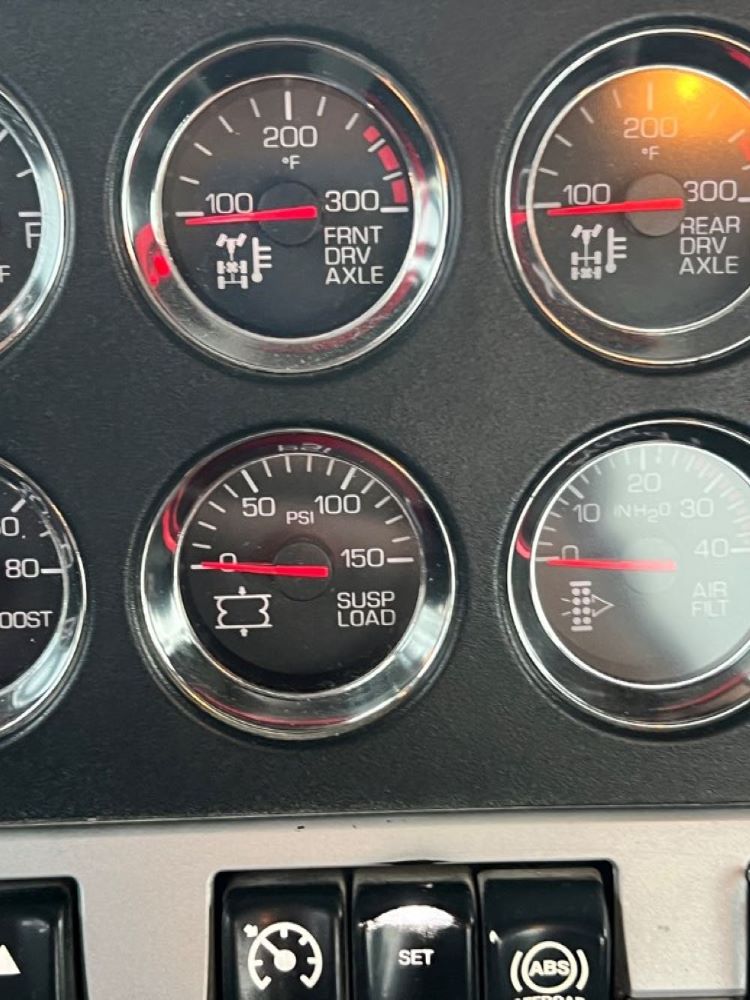 F
F
200
°F
100
300
FRNT
DRV
AXLE
200
°F
100
300
REAR
DRV
AXLE
80
OOST
50
PSI
100
0
150
SUSP
LOAD
20
10
INH2O
30
0
40
AIR
FILT
SET
ABS